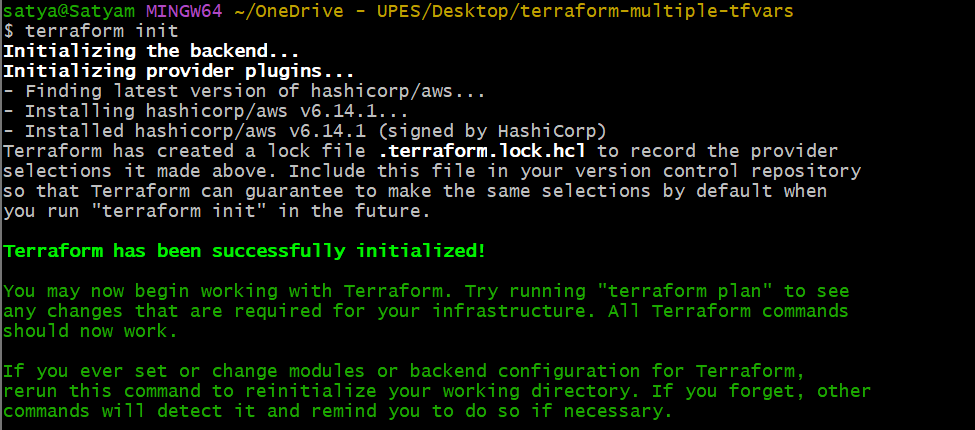 satya@Satyam MINGW64 ~/OneDrive - UPES/Desktop/terraform-multiple-tfvars
$ terraform init
Initializing the backend...
Initializing provider plugins...
- Finding latest version of hashicorp/aws...
- Installing hashicorp/aws v6.14.1...
- Installed hashicorp/aws v6.14.1 (signed by HashiCorp)
Terraform has created a lock file .terraform.lock.hcl to record the provider
selections it made above. Include this file in your version control repository
so that Terraform can guarantee to make the same selections by default when
you run "terraform init" in the future.
Terraform has been successfully initialized!
You may now begin working with Terraform. Try running "terraform plan" to see
any changes that are required for your infrastructure. All Terraform commands
should now work.
If you ever set or change modules or backend configuration for Terraform,
rerun this command to reinitialize your working directory. If you forget, other
commands will detect it and remind you to do so if necessary.